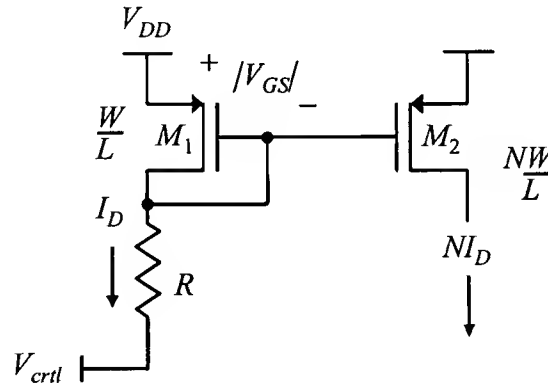 V_DD
+
|V_GS|
−
W/L
M_1
M_2
NW/L
I_D
R
NI_D
V_crtl